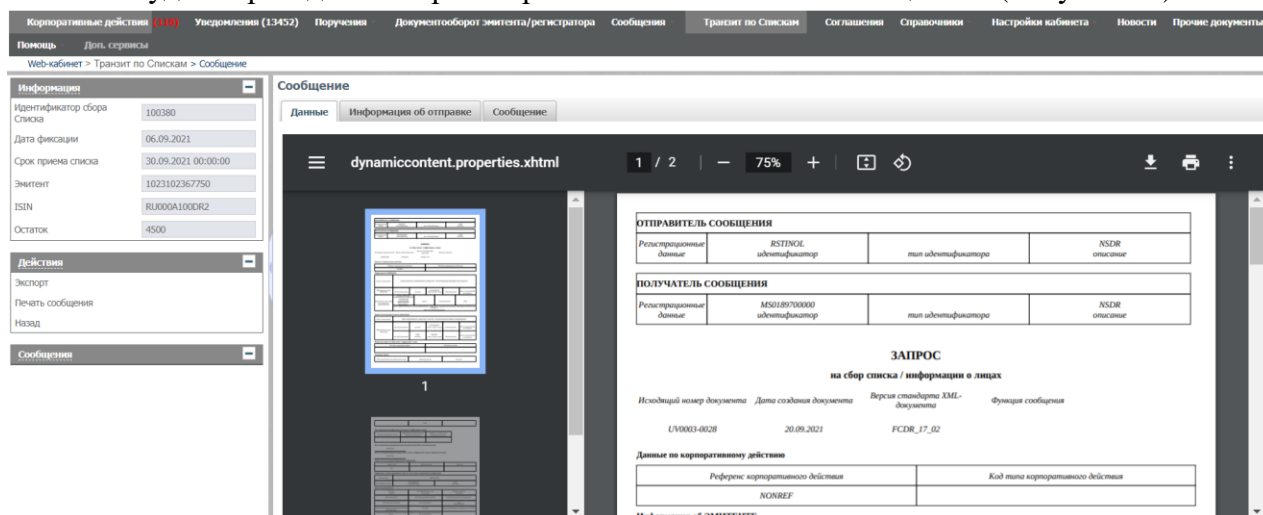 Корпоративные действия (116) Уведомления (13452) Поручения Документооборот эмитента/регистратора Сообщения Транзит по Спискам Соглашения Справочники Настройки кабинета Новости Прочие документы
Помощь Доп. сервисы
Web-кабинет > Транзит по Спискам > Сообщение
Информация
Идентификатор сбора Списка 100380
Дата фиксации 06.09.2021
Срок приема списка 30.09.2021 00:00:00
Эмитент 1023102367750
ISIN RU000A100DR2
Остаток 4500
Действия
Экспорт
Печать сообщения
Назад
Сообщения
Сообщение
Данные Информация об отправке Сообщение
dynamiccontent.properties.xhtml 1 / 2 75%
1
ОТПРАВИТЕЛЬ СООБЩЕНИЯ
Регистрационные данные RSTINOL идентификатор тип идентификатора NSDR описание
ПОЛУЧАТЕЛЬ СООБЩЕНИЯ
Регистрационные данные MS0189700000 идентификатор тип идентификатора NSDR описание
ЗАПРОС
на сбор списка / информации о лицах
Исходящий номер документа Дата создания документа Версия стандарта XML-документа Функция сообщения
UV0003-0028 20.09.2021 FCDR_17_02
Данные по корпоративному действию
Референс корпоративного действия Код типа корпоративного действия
NONREF